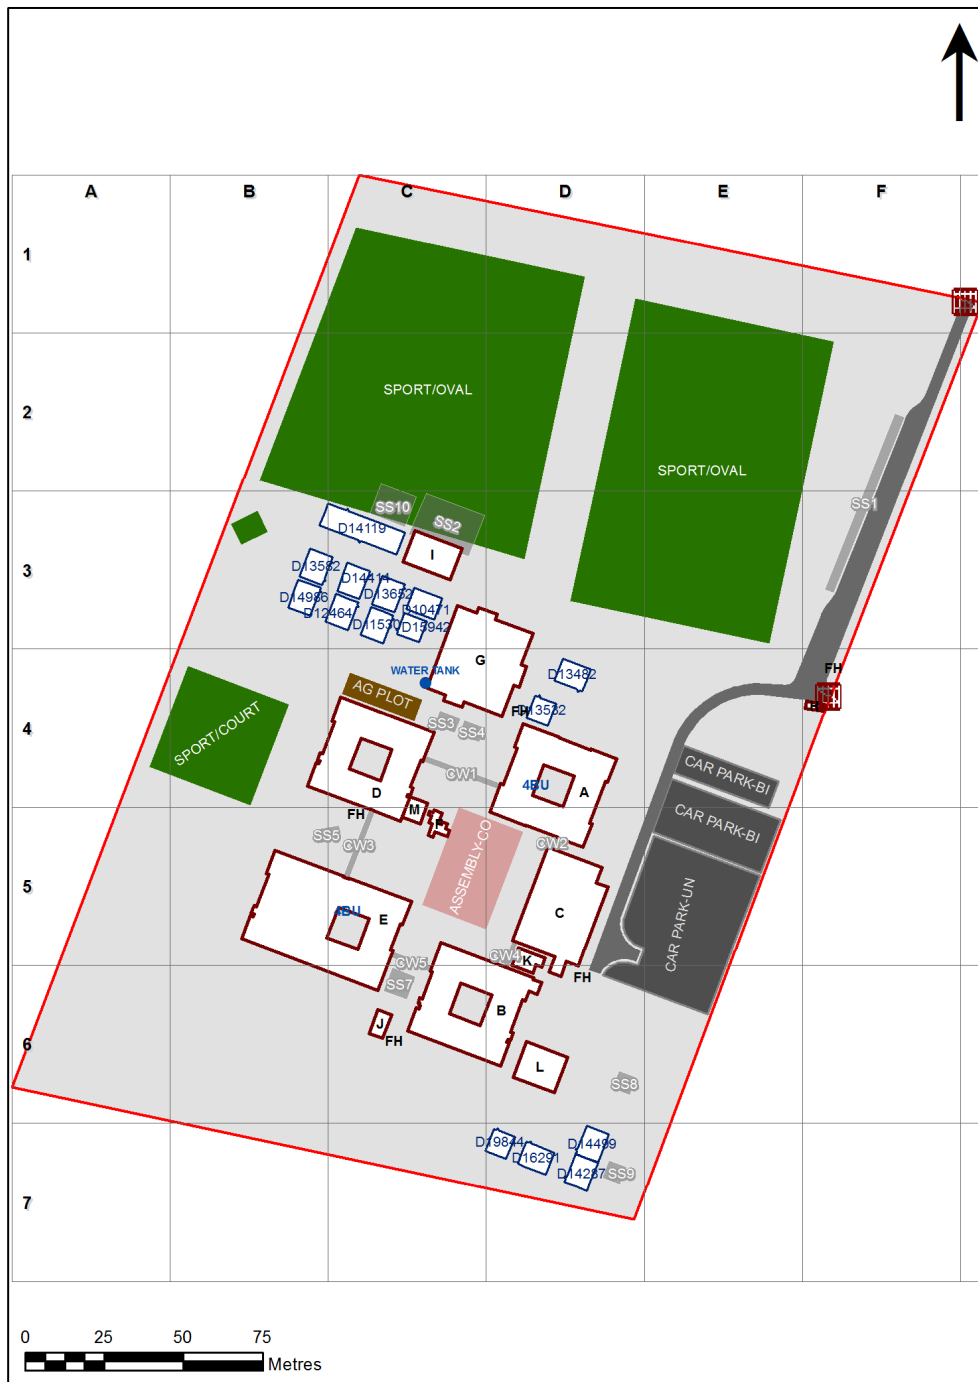 A B C D E F
1
2
SPORT/OVAL
SPORT/OVAL
SS1
SS10
SS2
D14119
I
3
D13582
D14414
D14986
D13652
D12464
D10471
D11530
D15942
G
FH
WATER TANK
D13482
AG PLOT
FH
D13532
SPORT/COURT
SS3
SS4
4
CAR PARK-BI
CW1
4BU
A
D
M
CAR PARK-BI
FH
F
SS5
CW3
CW2
ASSEMBLY-CO
5
4BU
E
C
CAR PARK-UN
CW4
K
CW5
SS7
FH
B
J
FH
6
L
SS8
D19844
D14499
D16291
D14287
SS9
7
0 25 50 75
Metres